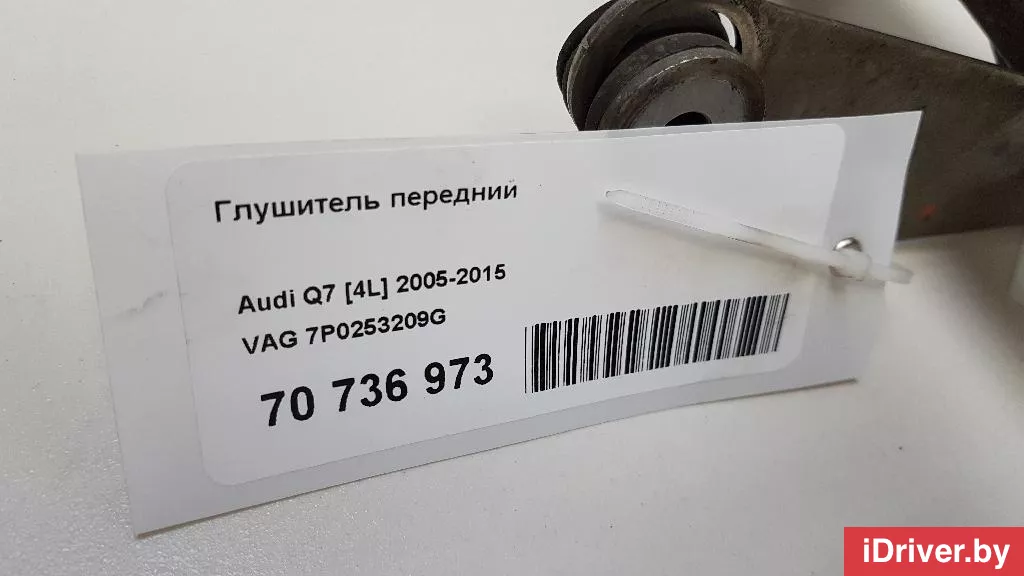 Глушитель передний
Audi Q7 [4L] 2005-2015
VAG 7P0253209G
70 736 973
iDriver.by